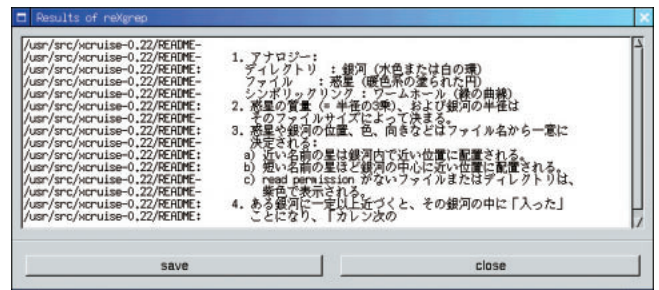 Results of reXgrep
/usr/src/xcruise-0.22/README-
/usr/src/xcruise-0.22/README- 1. アナロジー:
/usr/src/xcruise-0.22/README: ディレクトリ : 銀河 (水色または白の環)
/usr/src/xcruise-0.22/README: ファイル : 惑星 (暖色系の塗られた円)
/usr/src/xcruise-0.22/README- シンボリックリンク : ワームホール (緑の曲線)
/usr/src/xcruise-0.22/README: 2. 惑星の質量 (= 半径の3乗)、および銀河の半径は
/usr/src/xcruise-0.22/README- そのファイルサイズによって決まる。
/usr/src/xcruise-0.22/README: 3. 惑星や銀河の位置、色、向きなどはファイル名から一意に
/usr/src/xcruise-0.22/README- 決定される:
/usr/src/xcruise-0.22/README: a) 近い名前の星は銀河内で近い位置に配置される。
/usr/src/xcruise-0.22/README: b) 短い名前の星ほど銀河の中心に近い位置に配置される。
/usr/src/xcruise-0.22/README- c) read permission がないファイルまたはディレクトリは、
/usr/src/xcruise-0.22/README- 紫色で表示される。
/usr/src/xcruise-0.22/README: 4. ある銀河に一定以上近づくと、その銀河の中に「入った」
/usr/src/xcruise-0.22/README: ことになり、「カレン次の
save
close